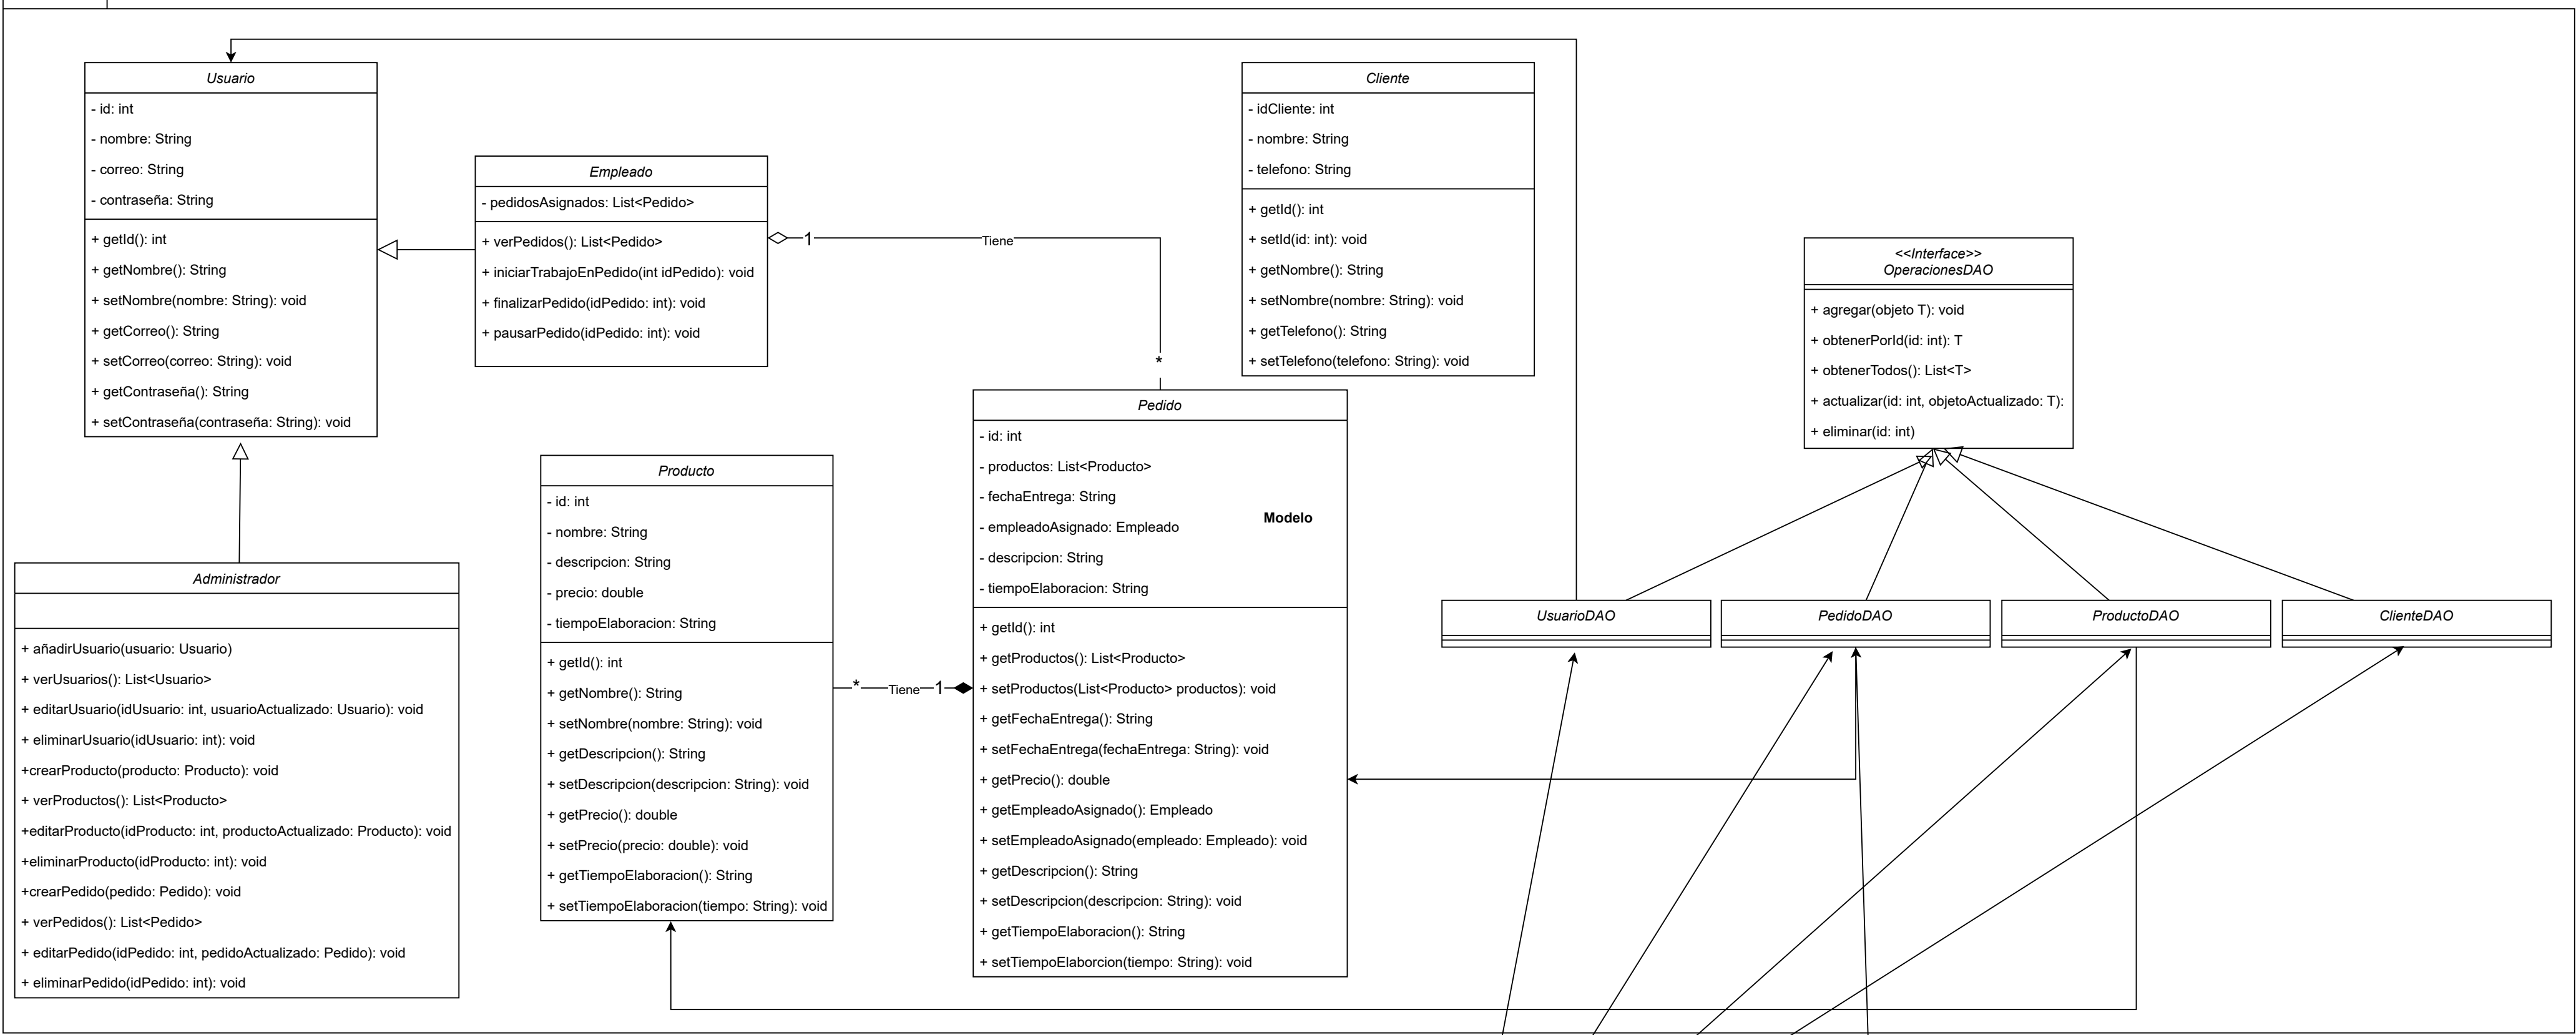 Usuario
- id: int
- nombre: String
- correo: String
- contraseña: String
+ getId(): int
+ getNombre(): String
+ setNombre(nombre: String): void
+ getCorreo(): String
+ setCorreo(correo: String): void
+ getContraseña(): String
+ setContraseña(contraseña: String): void
Empleado
- pedidosAsignados: List<Pedido>
+ verPedidos(): List<Pedido>
+ iniciarTrabajoEnPedido(int idPedido): void
+ finalizarPedido(idPedido: int): void
+ pausarPedido(idPedido: int): void
1
Tiene
*
Cliente
- idCliente: int
- nombre: String
- telefono: String
+ getId(): int
+ setId(id: int): void
+ getNombre(): String
+ setNombre(nombre: String): void
+ getTelefono(): String
+ setTelefono(telefono: String): void
<<Interface>>
OperacionesDAO
+ agregar(objeto T): void
+ obtenerPorId(id: int): T
+ obtenerTodos(): List<T>
+ actualizar(id: int, objetoActualizado: T):
+ eliminar(id: int)
Administrador
+ añadirUsuario(usuario: Usuario)
+ verUsuarios(): List<Usuario>
+ editarUsuario(idUsuario: int, usuarioActualizado: Usuario): void
+ eliminarUsuario(idUsuario: int): void
+crearProducto(producto: Producto): void
+ verProductos(): List<Producto>
+editarProducto(idProducto: int, productoActualizado: Producto): void
+eliminarProducto(idProducto: int): void
+crearPedido(pedido: Pedido): void
+ verPedidos(): List<Pedido>
+ editarPedido(idPedido: int, pedidoActualizado: Pedido): void
+ eliminarPedido(idPedido: int): void
Producto
- id: int
- nombre: String
- descripcion: String
- precio: double
- tiempoElaboracion: String
+ getId(): int
+ getNombre(): String
+ setNombre(nombre: String): void
+ getDescripcion(): String
+ setDescripcion(descripcion: String): void
+ getPrecio(): double
+ setPrecio(precio: double): void
+ getTiempoElaboracion(): String
+ setTiempoElaboracion(tiempo: String): void
* Tiene 1
Pedido
- id: int
- productos: List<Producto>
- fechaEntrega: String
- empleadoAsignado: Empleado
- descripcion: String
- tiempoElaboracion: String
Modelo
+ getId(): int
+ getProductos(): List<Producto>
+ setProductos(List<Producto> productos): void
+ getFechaEntrega(): String
+ setFechaEntrega(fechaEntrega: String): void
+ getPrecio(): double
+ getEmpleadoAsignado(): Empleado
+ setEmpleadoAsignado(empleado: Empleado): void
+ getDescripcion(): String
+ setDescripcion(descripcion: String): void
+ getTiempoElaboracion(): String
+ setTiempoElaborcion(tiempo: String): void
UsuarioDAO
PedidoDAO
ProductoDAO
ClienteDAO